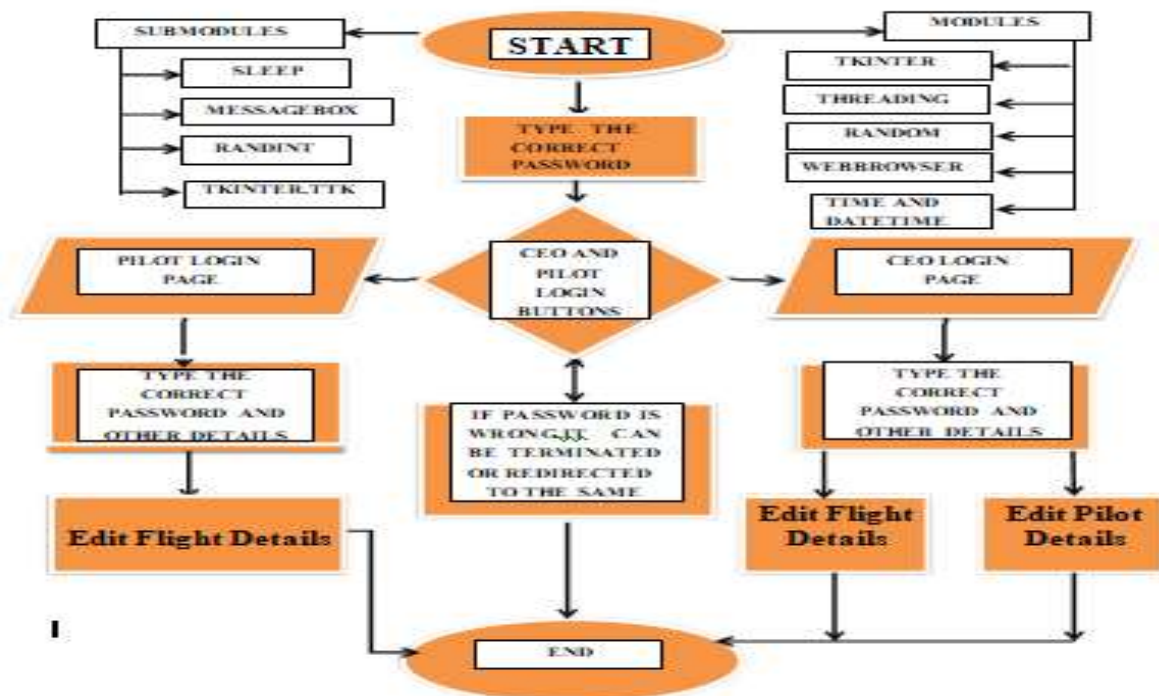 SUBMODULES
START
MODULES
SLEEP
MESSAGEBOX
RANDINT
TKINTER.TTK
TKINTER
THREADING
RANDOM
WEBBROWSER
TIME AND
DATETIME
TYPE THE
CORRECT
PASSWORD
PILOT LOGIN
PAGE
CEO AND
PILOT
LOGIN
BUTTONS
CEO LOGIN
PAGE
TYPE THE
CORRECT
PASSWORD AND
OTHER DETAILS
IF PASSWORD IS
WRONG,IT CAN
BE TERMINATED
OR REDIRECTED
TO THE SAME
TYPE THE
CORRECT
PASSWORD AND
OTHER DETAILS
Edit Flight Details
Edit Flight
Details
Edit Pilot
Details
END